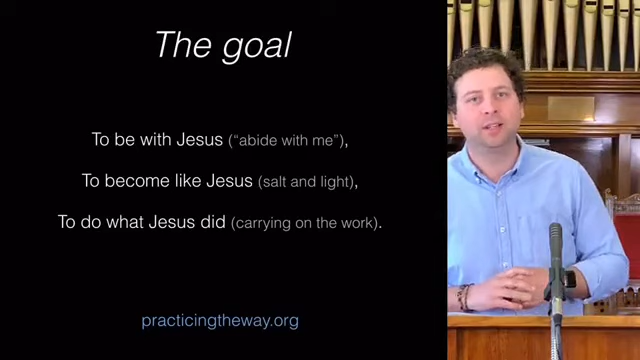 The goal
To be with Jesus (“abide with me”),
To become like Jesus (salt and light),
To do what Jesus did (carrying on the work).
practicingtheway.org